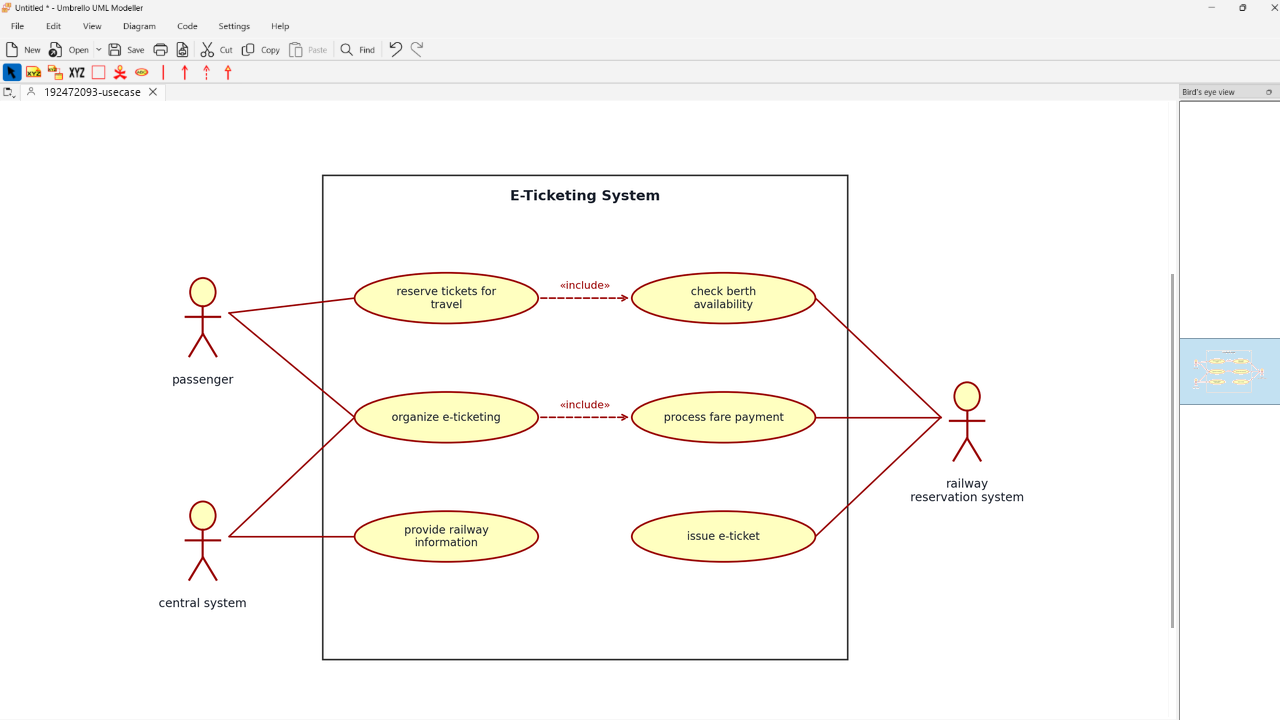 Untitled * - Umbrello UML Modeller
File Edit View Diagram Code Settings Help
New Open Save Cut Copy Paste Find
XYZ XYZ
192472093-usecase
Bird's eye view
E-Ticketing System
reserve tickets for
travel
«include»
check berth
availability
passenger
organize e-ticketing
«include»
process fare payment
railway
reservation system
provide railway
information
issue e-ticket
central system